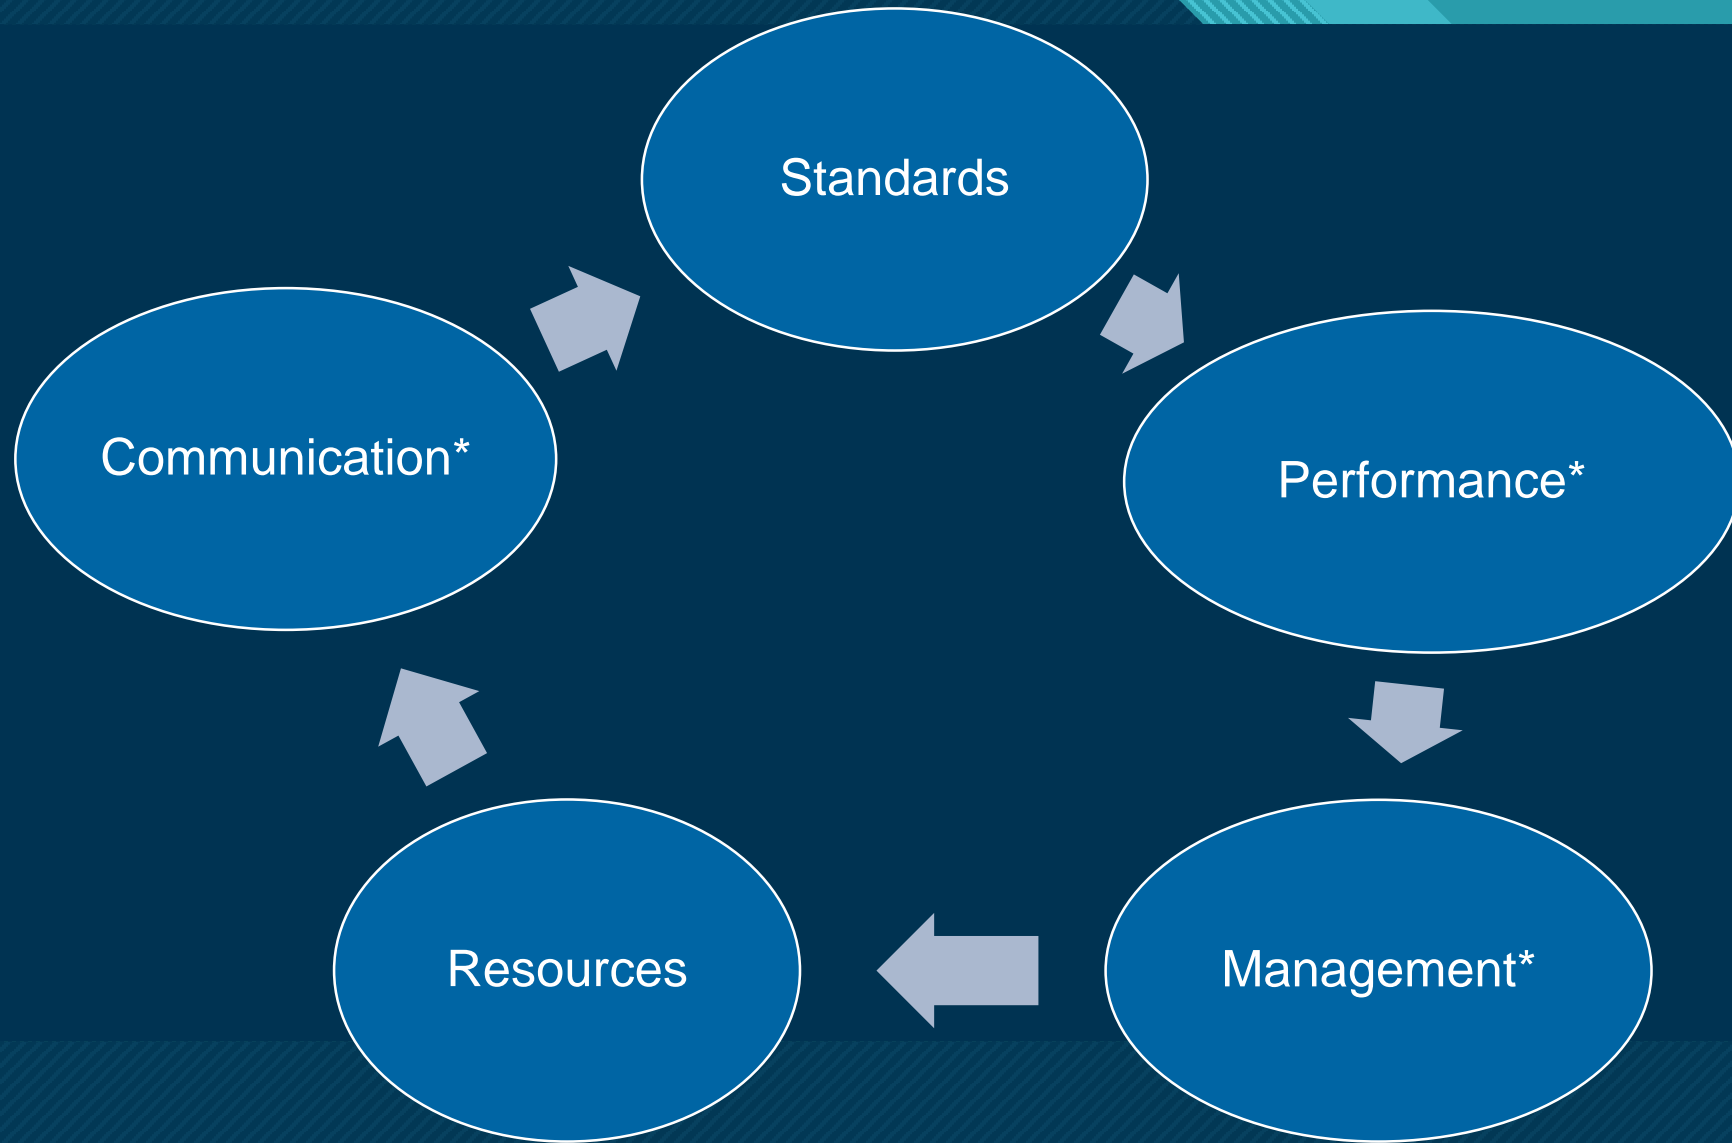 Standards
Communication*
Performance*
Resources
Management*